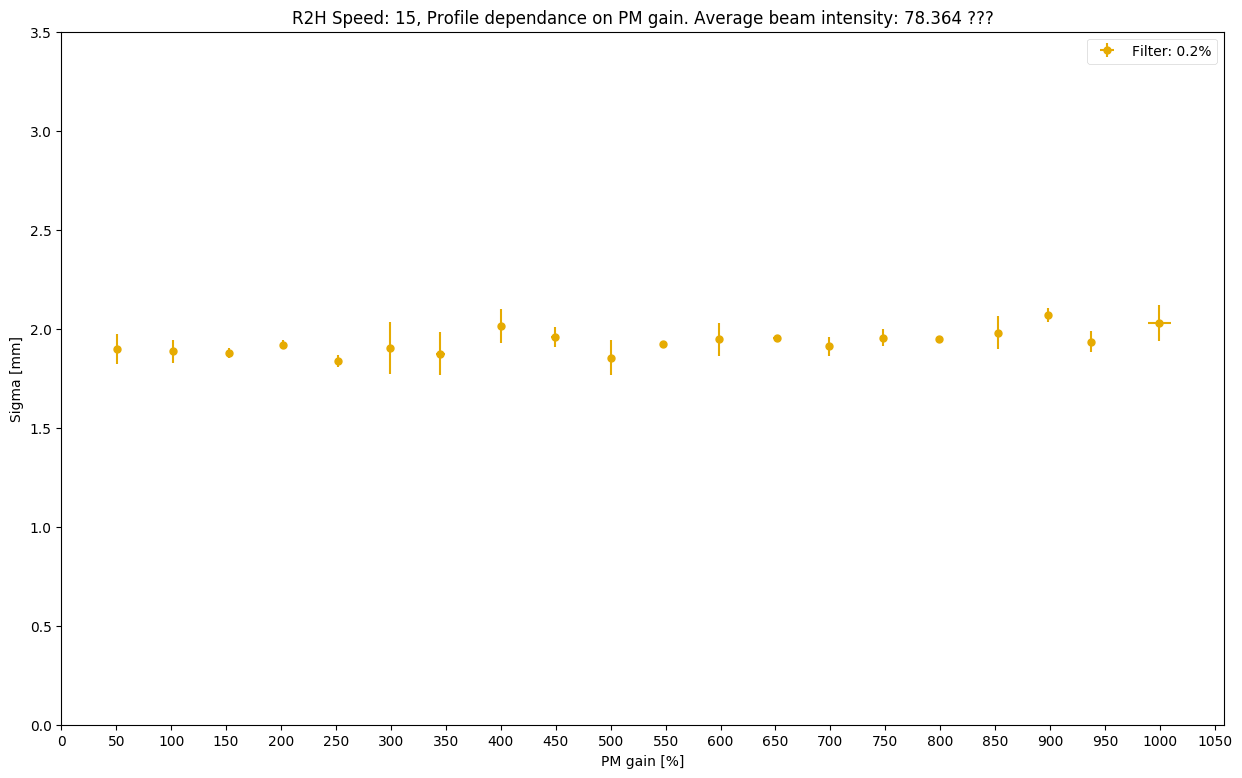 R2H Speed: 15, Profile dependance on PM gain. Average beam intensity: 78.364 ???
Filter: 0.2%
3.5
3.0
2.5
2.0
1.5
1.0
0.5
0.0
Sigma [mm]
0 50 100 150 200 250 300 350 400 450 500 550 600 650 700 750 800 850 900 950 1000 1050
PM gain [%]